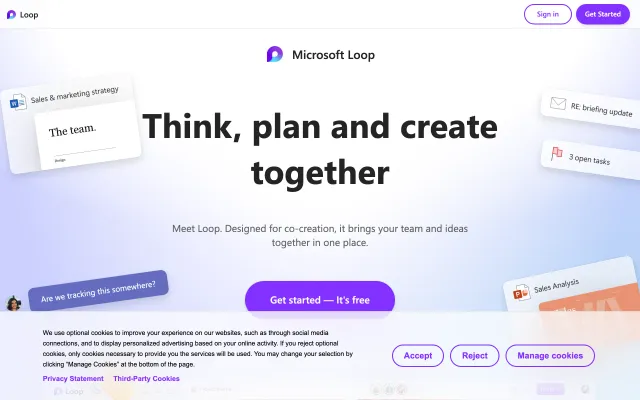 Loop
Sign in
Get Started
Microsoft Loop
Sales & marketing strategy
The team.
RE: briefing update
3 open tasks
Think, plan and create
together
Meet Loop. Designed for co-creation, it brings your team and ideas
together in one place.
Are we tracking this somewhere?
Sales Analysis
Get started — It's free
We use optional cookies to improve your experience on our websites, such as through social media
connections, and to display personalized advertising based on your online activity. If you reject optional
cookies, only cookies necessary to provide you the services will be used. You may change your selection by
clicking "Manage Cookies" at the bottom of the page.
Privacy Statement Third-Party Cookies
Accept
Reject
Manage cookies
Loop